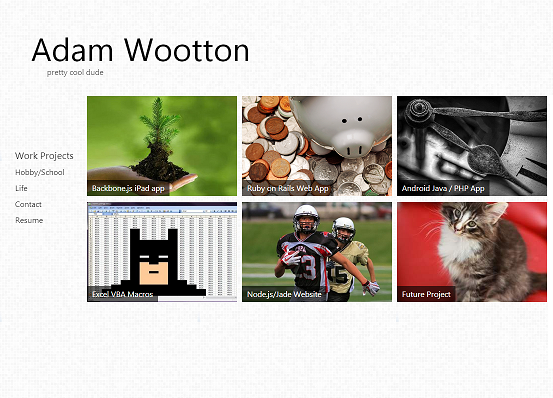 Adam Wootton
pretty cool dude
Work Projects
Hobby/School
Life
Contact
Resume
Backbone.js iPad app
Ruby on Rails Web App
Android Java / PHP App
Excel VBA Macros
Node.js/Jade Website
Future Project